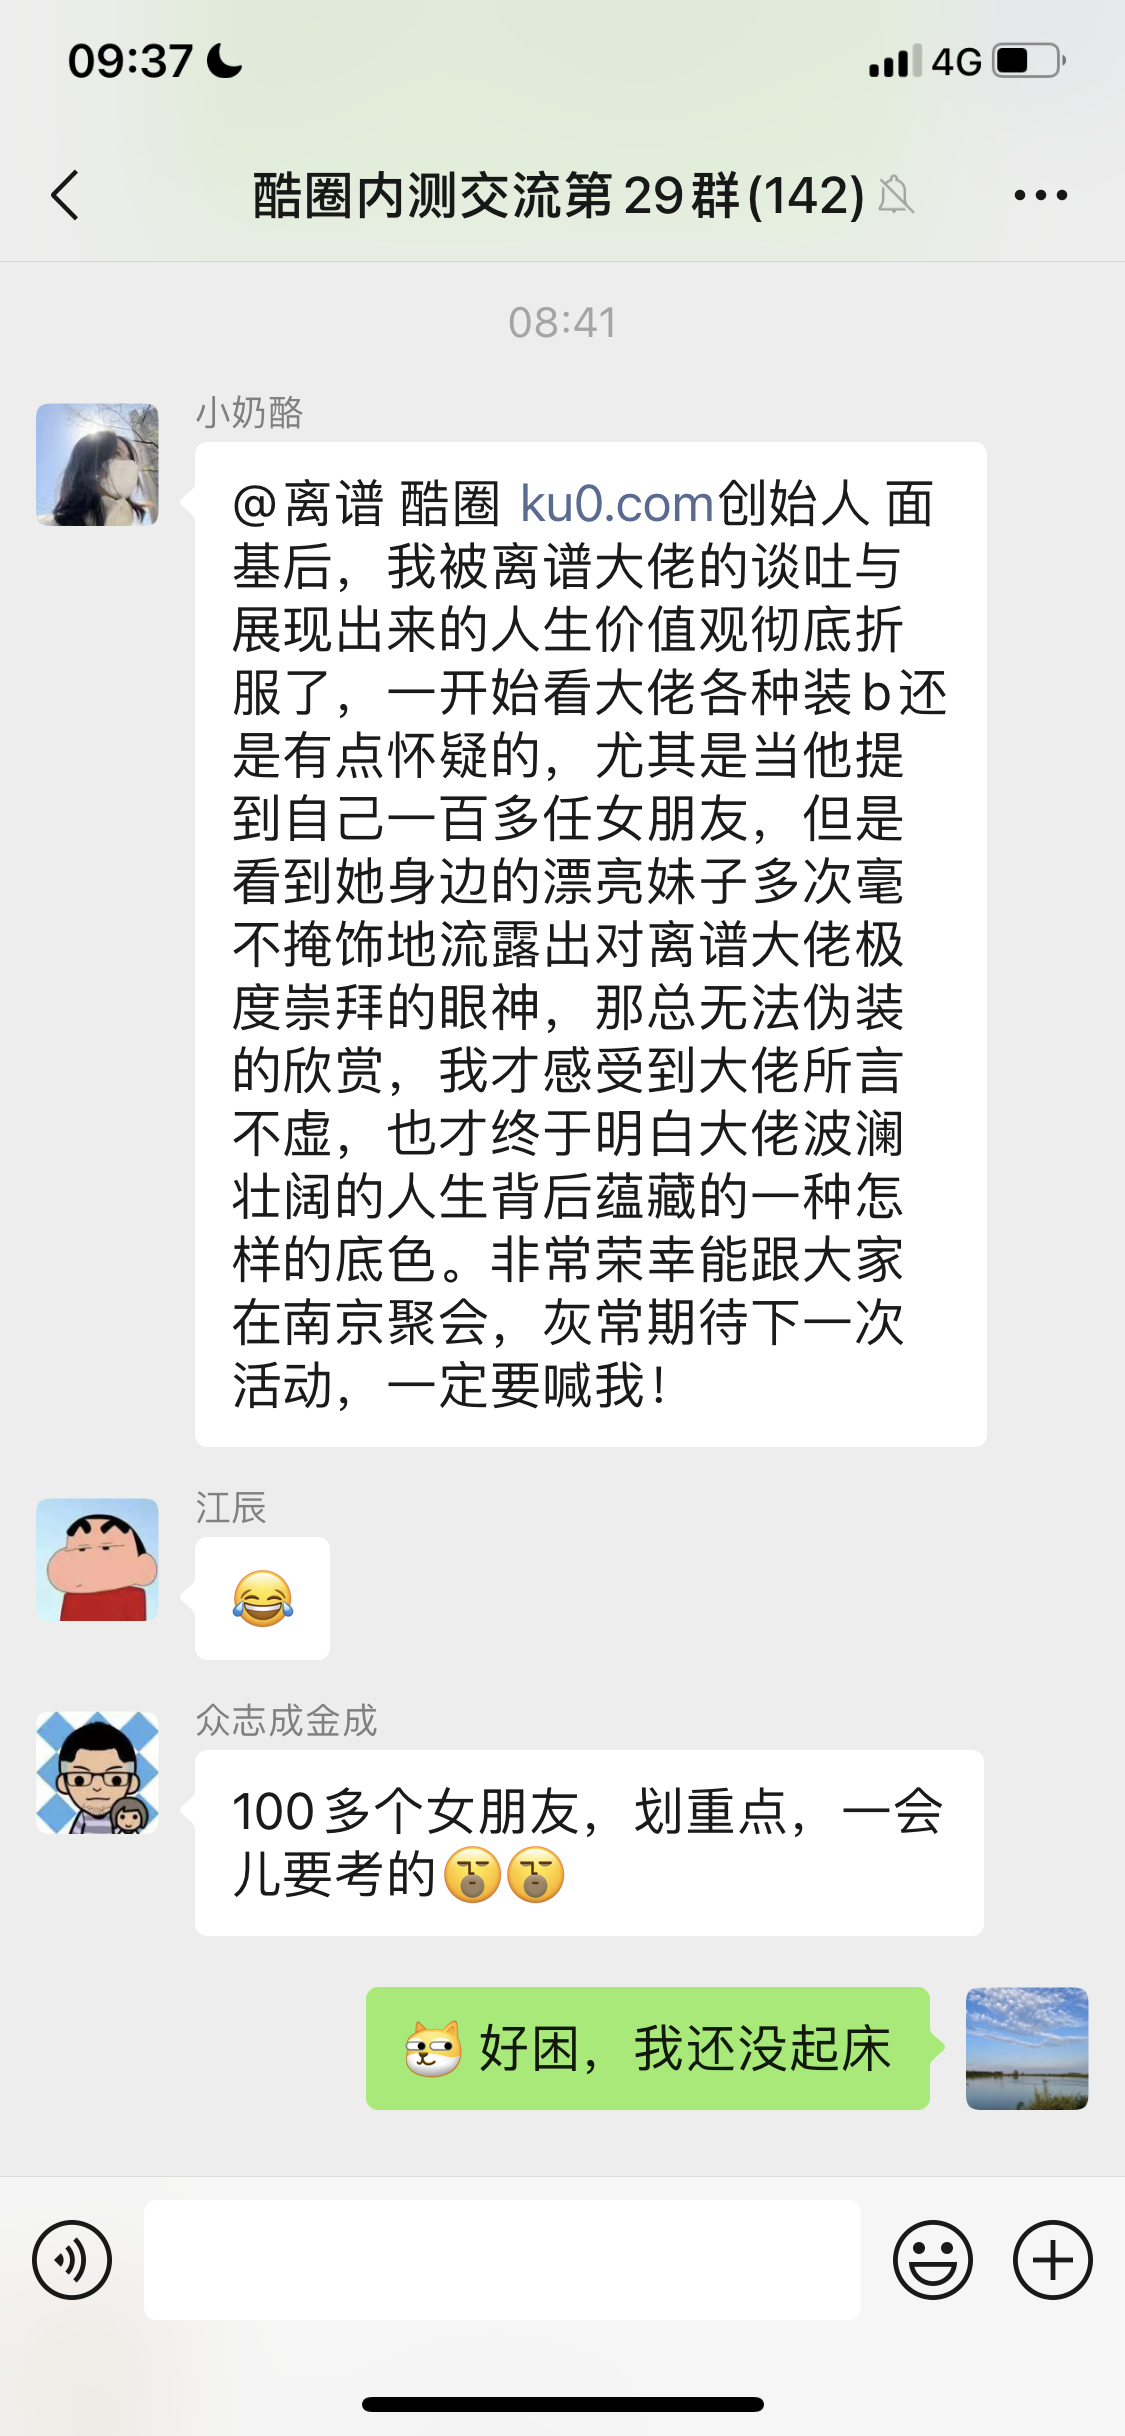 09:37
4G
酷圈内测交流第29群(142)
08:41
小奶酪
@离谱 酷圈 ku0.com创始人 面
基后，我被离谱大佬的谈吐与
展现出来的人生价值观彻底折
服了，一开始看大佬各种装b还
是有点怀疑的，尤其是当他提
到自己一百多任女朋友，但是
看到她身边的漂亮妹子多次毫
不掩饰地流露出对离谱大佬极
度崇拜的眼神，那总无法伪装
的欣赏，我才感受到大佬所言
不虚，也才终于明白大佬波澜
壮阔的人生背后蕴藏的一种怎
样的底色。非常荣幸能跟大家
在南京聚会，灰常期待下一次
活动，一定要喊我！
江辰
😂
众志成金成
100多个女朋友，划重点，一会
儿要考的
好困，我还没起床